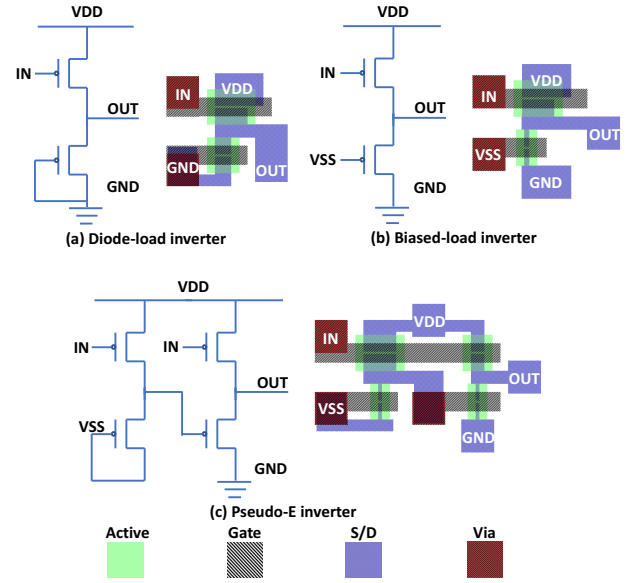 VDD
IN
OUT
GND
VDD
IN
GND
OUT
(a) Diode-load inverter
VDD
IN
OUT
VSS
GND
VDD
IN
OUT
VSS
GND
(b) Biased-load inverter
VDD
IN
IN
OUT
VSS
GND
IN
VDD
OUT
VSS
GND
(c) Pseudo-E inverter
Active
Gate
S/D
Via